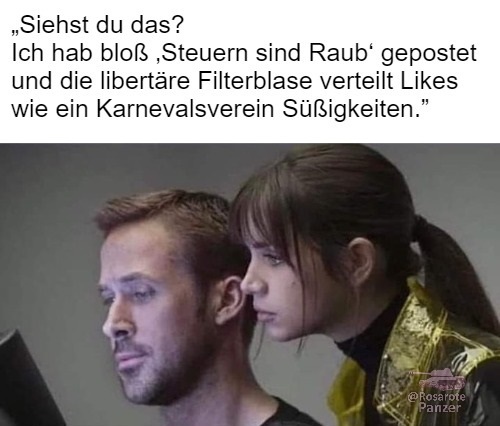 „Siehst du das?
Ich hab bloß ‚Steuern sind Raub‘ gepostet
und die libertäre Filterblase verteilt Likes
wie ein Karnevalsverein Süßigkeiten.”
@Rosarote
Panzer